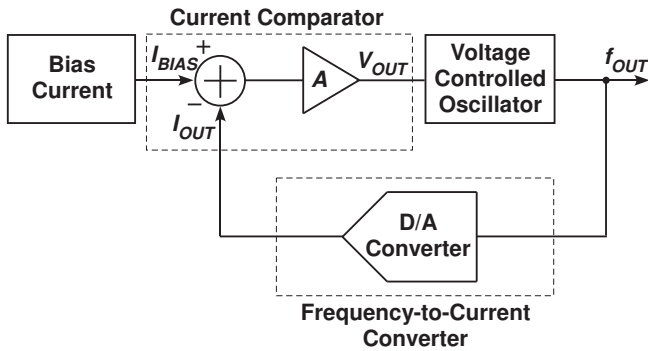 Current Comparator
Bias
Current
I_BIAS
+
−
I_OUT
A
V_OUT
Voltage
Controlled
Oscillator
f_OUT
D/A
Converter
Frequency-to-Current
Converter